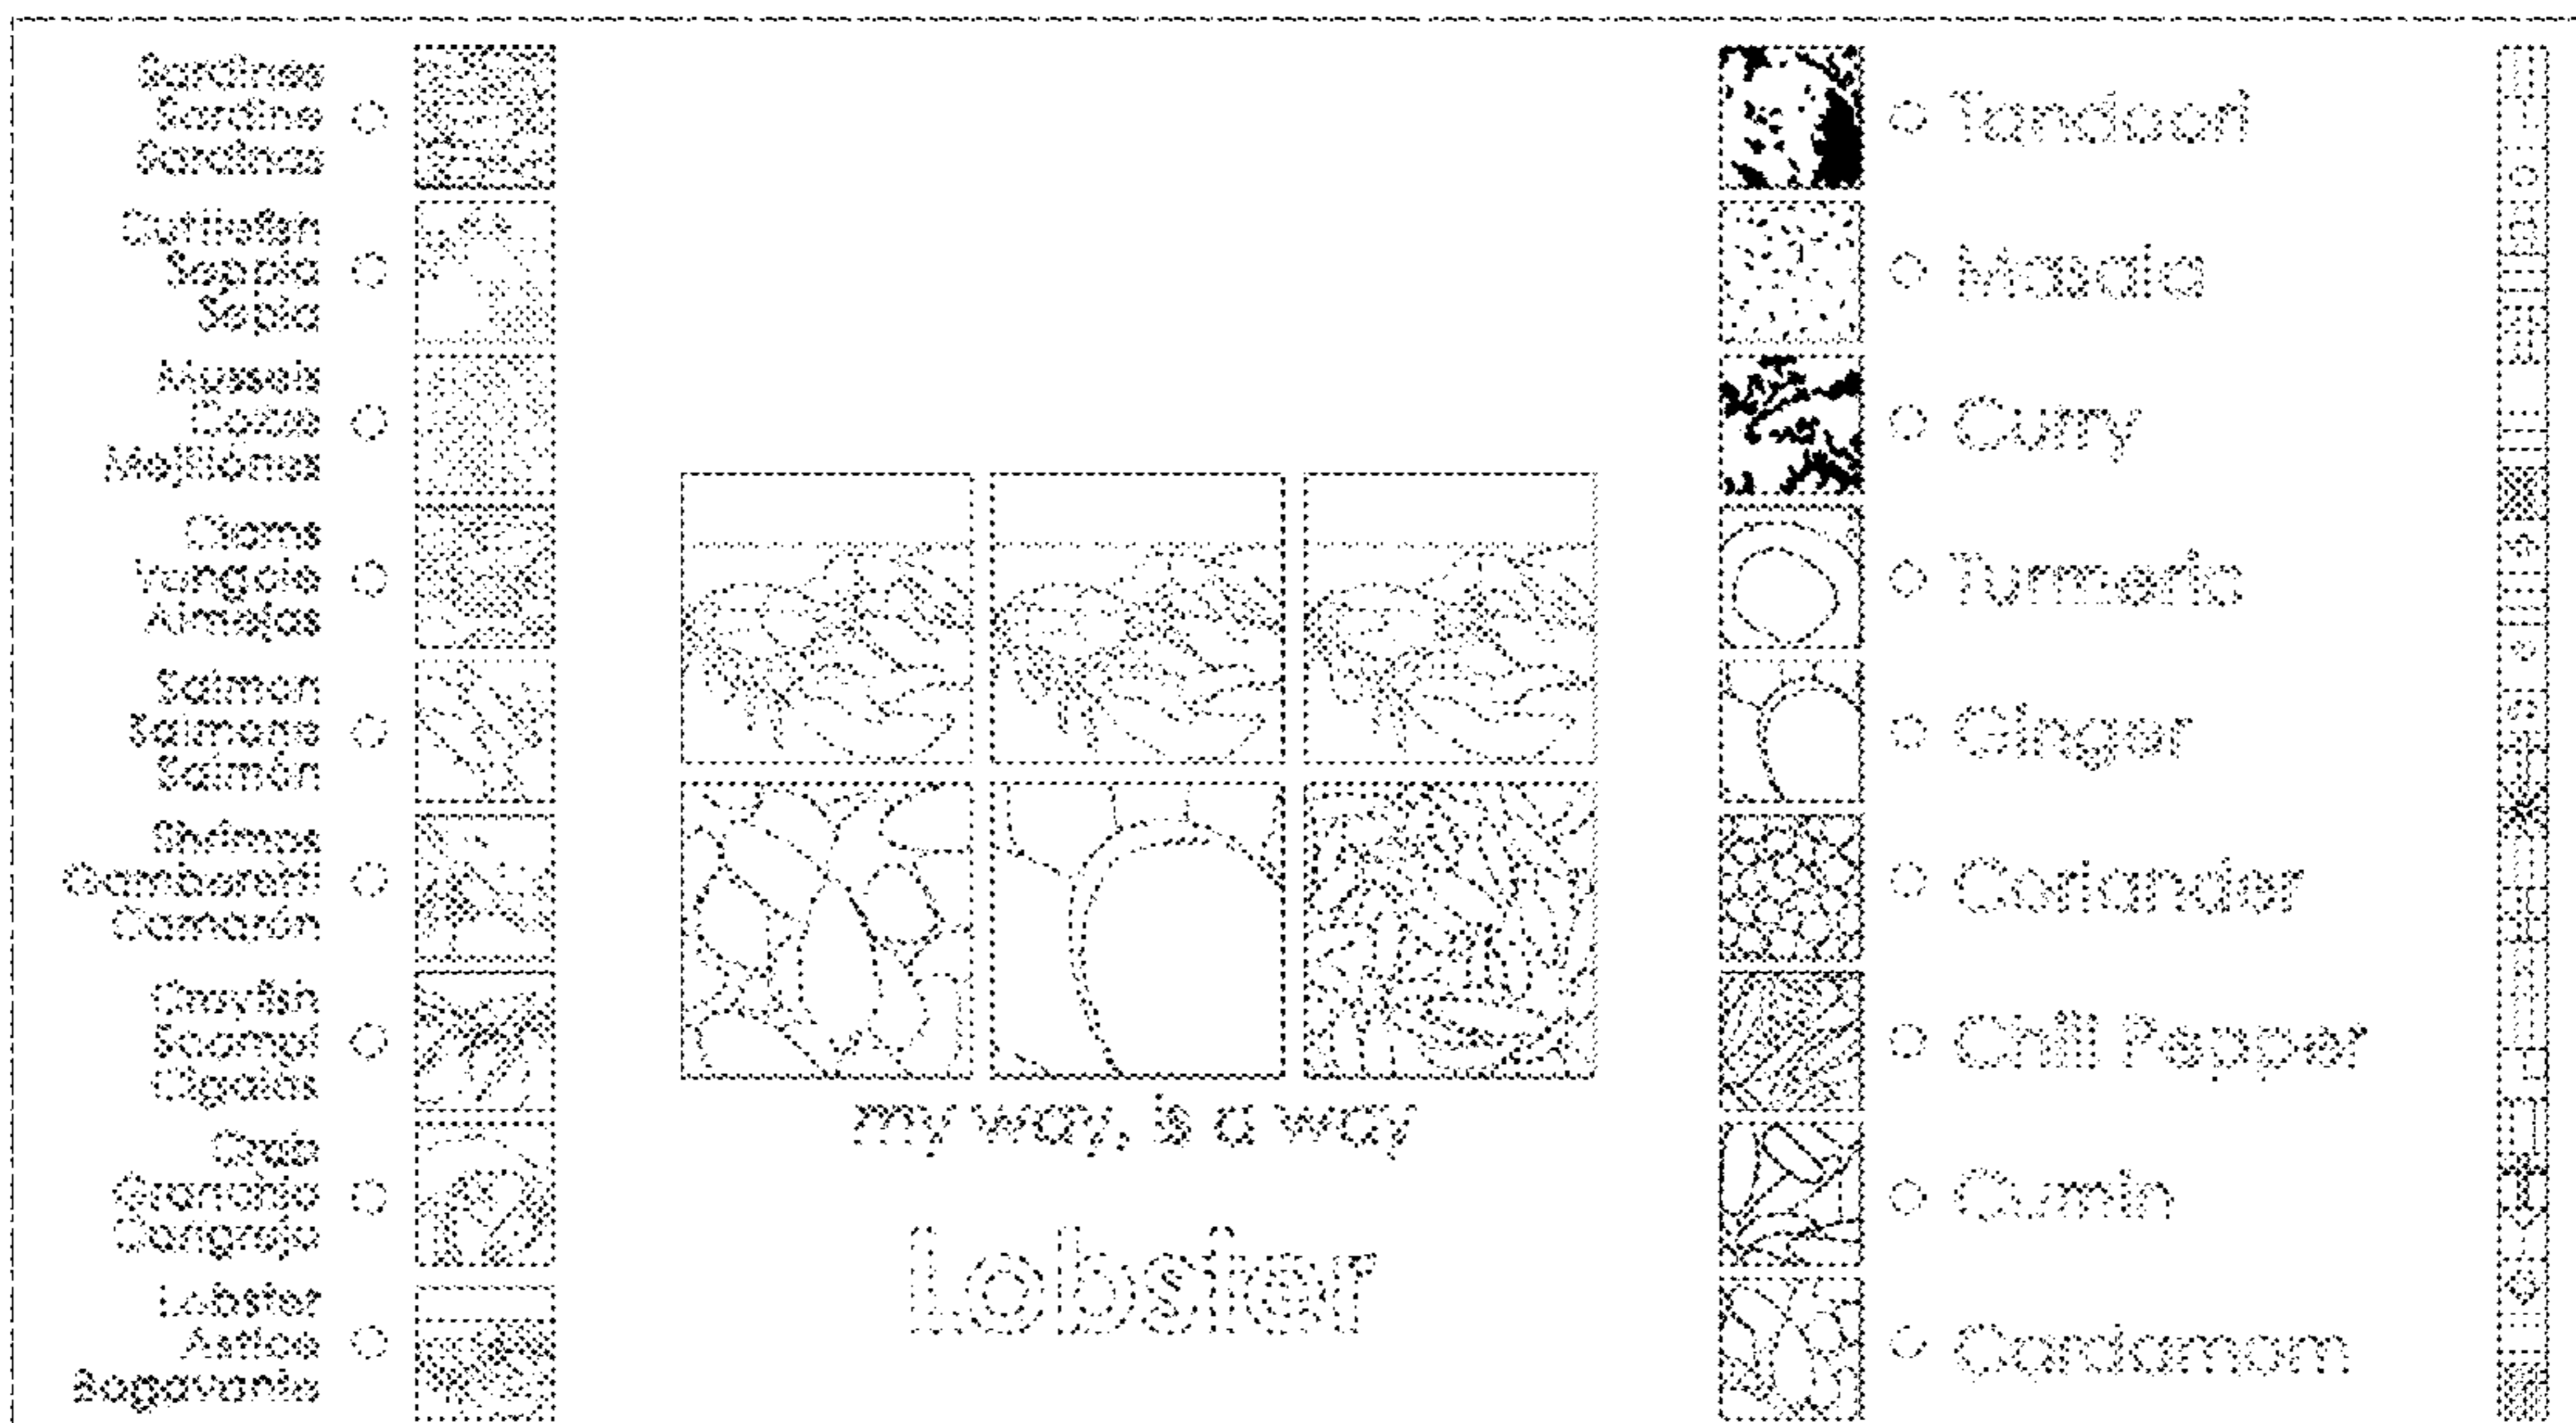 Sardines
Sardine
Sardinas
Cuttlefish
Seppia
Sepia
Mussels
Cozze
Mejillones
Clams
Vongole
Almejas
Salmon
Salmone
Salmón
Shrimps
Gamberetti
Camarón
Crayfish
Scampi
Cigalas
Crab
Granchio
Cangrejo
Lobster
Astice
Bogavante
my way, is a way
Lobster
Tandoori
Masala
Curry
Turmeric
Ginger
Coriander
Chili Pepper
Cumin
Cardamom